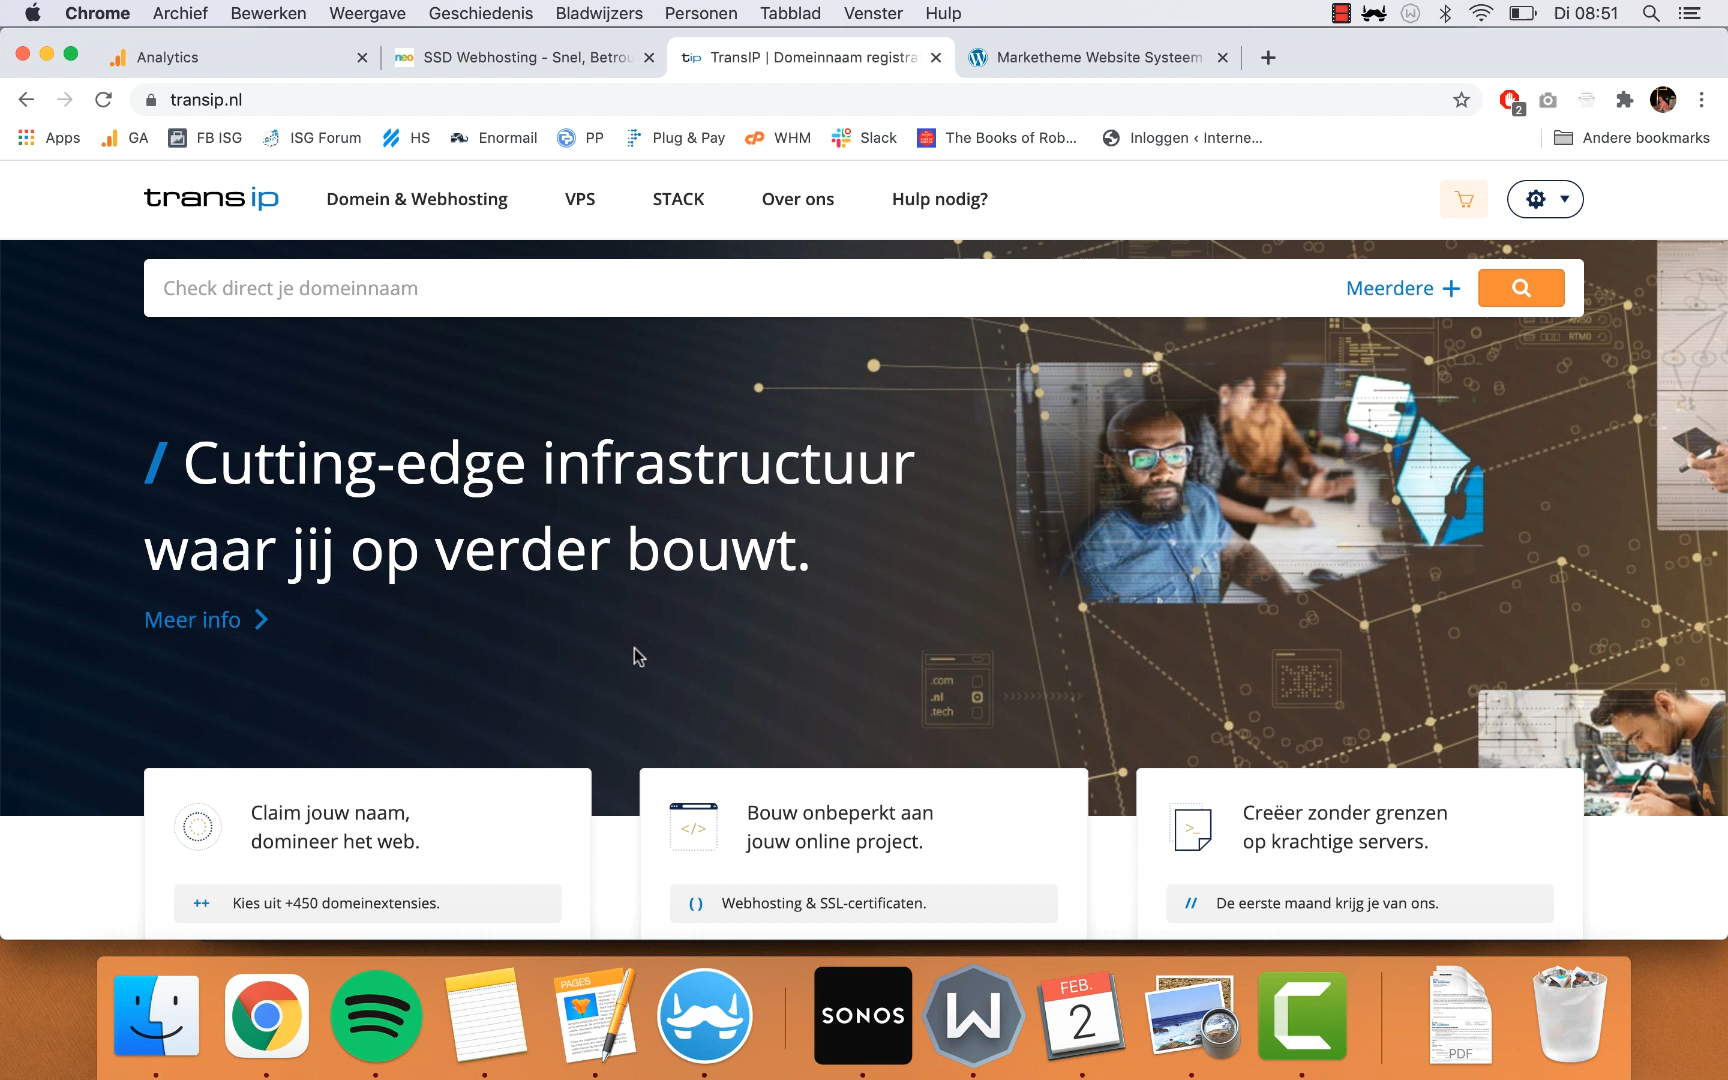 Chrome Archief Bewerken Weergave Geschiedenis Bladwijzers Personen Tabblad Venster Hulp Di 08:51
Analytics
SSD Webhosting - Snel, Betrou
TransIP | Domeinnaam registra
Marketheme Website Systeem
transip.nl
2
Apps GA FB ISG ISG Forum HS Enormail PP Plug & Pay WHM Slack The Books of Rob... Inloggen ‹ Interne... Andere bookmarks
transip Domein & Webhosting VPS STACK Over ons Hulp nodig?
Check direct je domeinnaam Meerdere +
/ Cutting-edge infrastructuur
waar jij op verder bouwt.
Meer info
.com
.nl
.tech
Claim jouw naam,
domineer het web.
++ Kies uit +450 domeinextensies.
</>
Bouw onbeperkt aan
jouw online project.
( ) Webhosting & SSL-certificaten.
>_
Creëer zonder grenzen
op krachtige servers.
// De eerste maand krijg je van ons.
PAGES
SONOS
W
FEB.
2
PDF